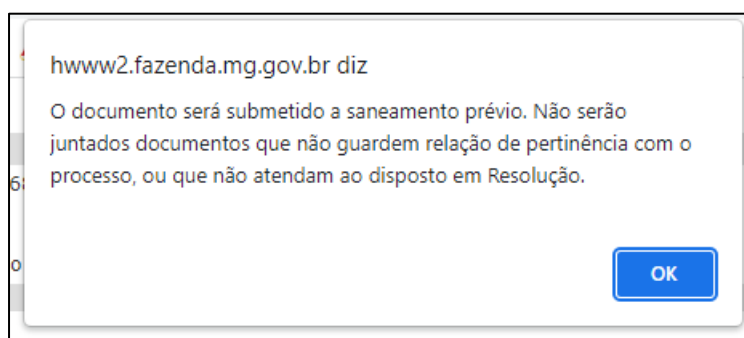 hwww2.fazenda.mg.gov.br diz
O documento será submetido a saneamento prévio. Não serão
juntados documentos que não guardem relação de pertinência com o
processo, ou que não atendam ao disposto em Resolução.
OK